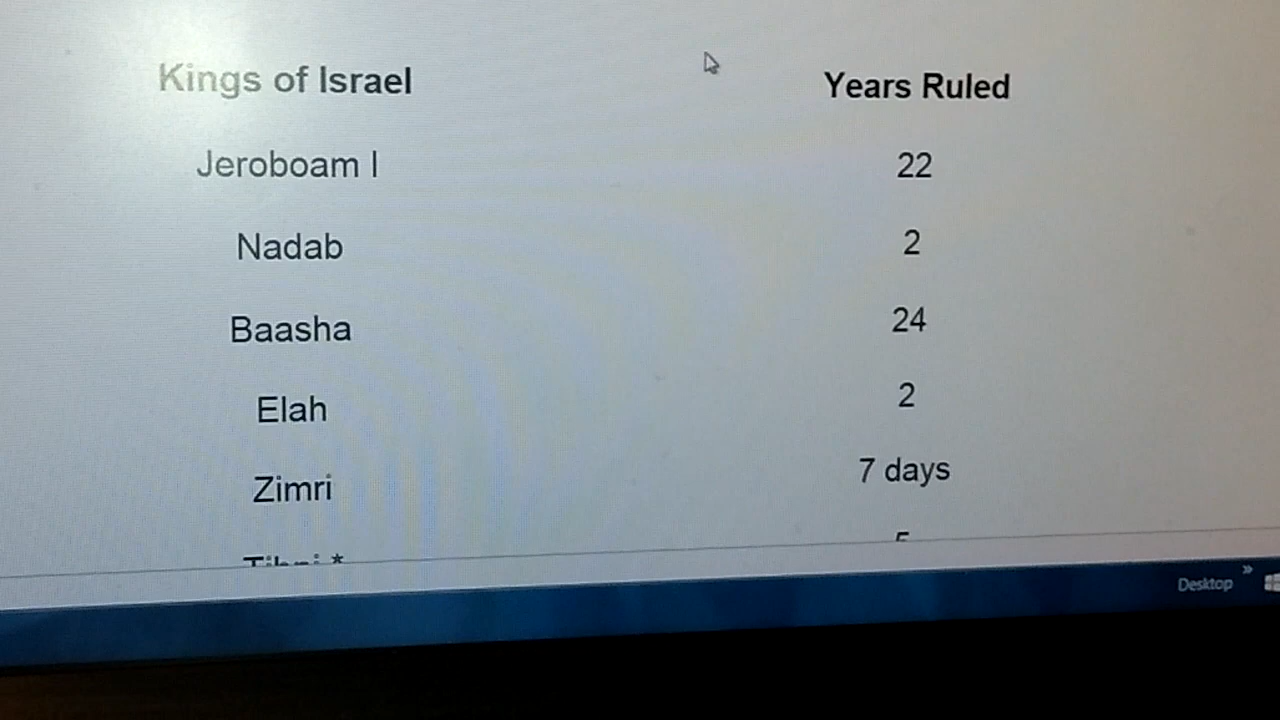 Kings of Israel Years Ruled
Jeroboam I 22
Nadab 2
Baasha 24
Elah 2
Zimri 7 days
Desktop